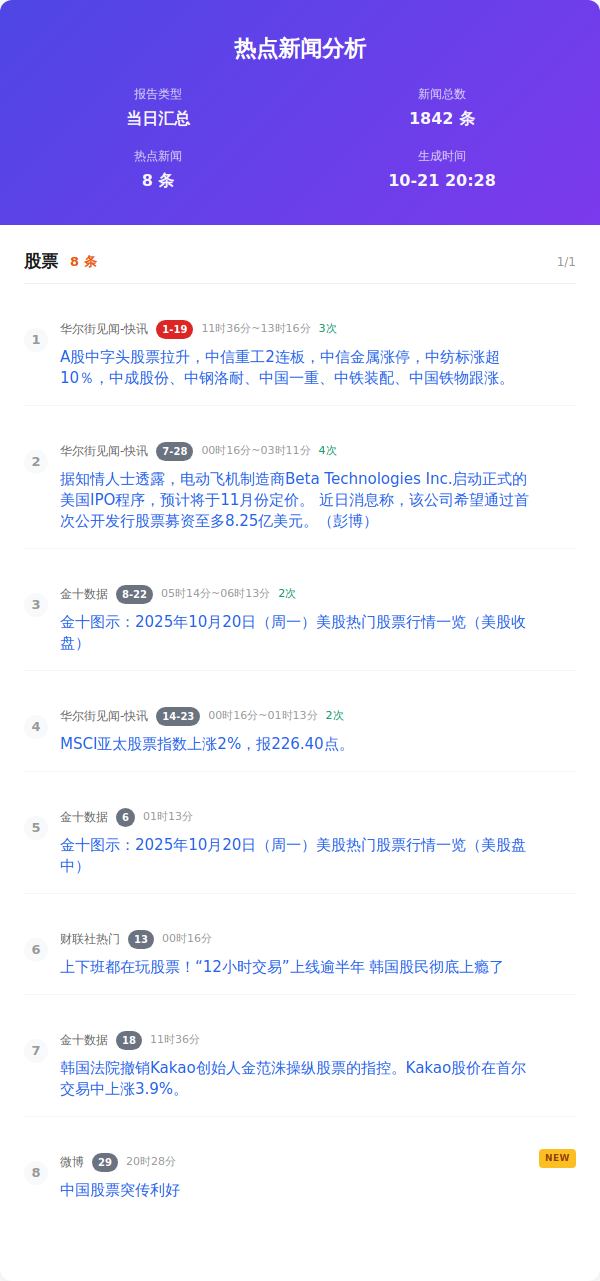 热点新闻分析
报告类型
新闻总数
当日汇总
1842 条
热点新闻
生成时间
8 条
10-21 20:28
股票 8 条 1/1
1 华尔街见闻-快讯 1-19 11时36分~13时16分 3次
A股中字头股票拉升，中信重工2连板，中信金属涨停，中纺标涨超
10％，中成股份、中钢洛耐、中国一重、中铁装配、中国铁物跟涨。
2 华尔街见闻-快讯 7-28 00时16分~03时11分 4次
据知情人士透露，电动飞机制造商Beta Technologies Inc.启动正式的
美国IPO程序，预计将于11月份定价。 近日消息称，该公司希望通过首
次公开发行股票募资至多8.25亿美元。（彭博）
3 金十数据 8-22 05时14分~06时13分 2次
金十图示：2025年10月20日（周一）美股热门股票行情一览（美股收
盘）
4 华尔街见闻-快讯 14-23 00时16分~01时13分 2次
MSCI亚太股票指数上涨2%，报226.40点。
5 金十数据 6 01时13分
金十图示：2025年10月20日（周一）美股热门股票行情一览（美股盘
中）
6 财联社热门 13 00时16分
上下班都在玩股票！“12小时交易”上线逾半年 韩国股民彻底上瘾了
7 金十数据 18 11时36分
韩国法院撤销Kakao创始人金范洙操纵股票的指控。Kakao股价在首尔
交易中上涨3.9%。
8 微博 29 20时28分 NEW
中国股票突传利好